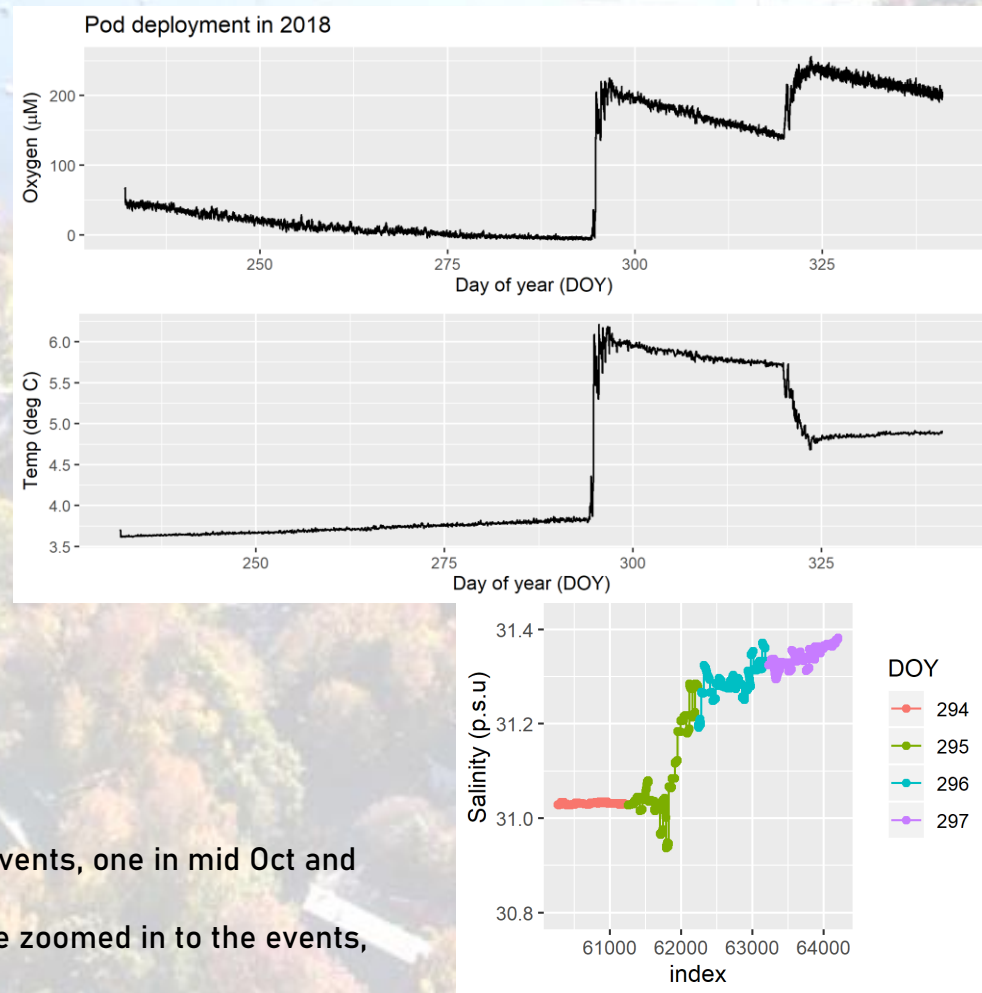 Pod deployment in 2018
Oxygen (μM)
200
100
0
250 275 300 325
Day of year (DOY)
Temp (deg C)
6.0
5.5
5.0
4.5
4.0
3.5
250 275 300 325
Day of year (DOY)
Salinity (p.s.u)
31.4
31.2
31.0
30.8
61000 62000 63000 64000
index
DOY
294
295
296
297
vents, one in mid Oct and
e zoomed in to the events,